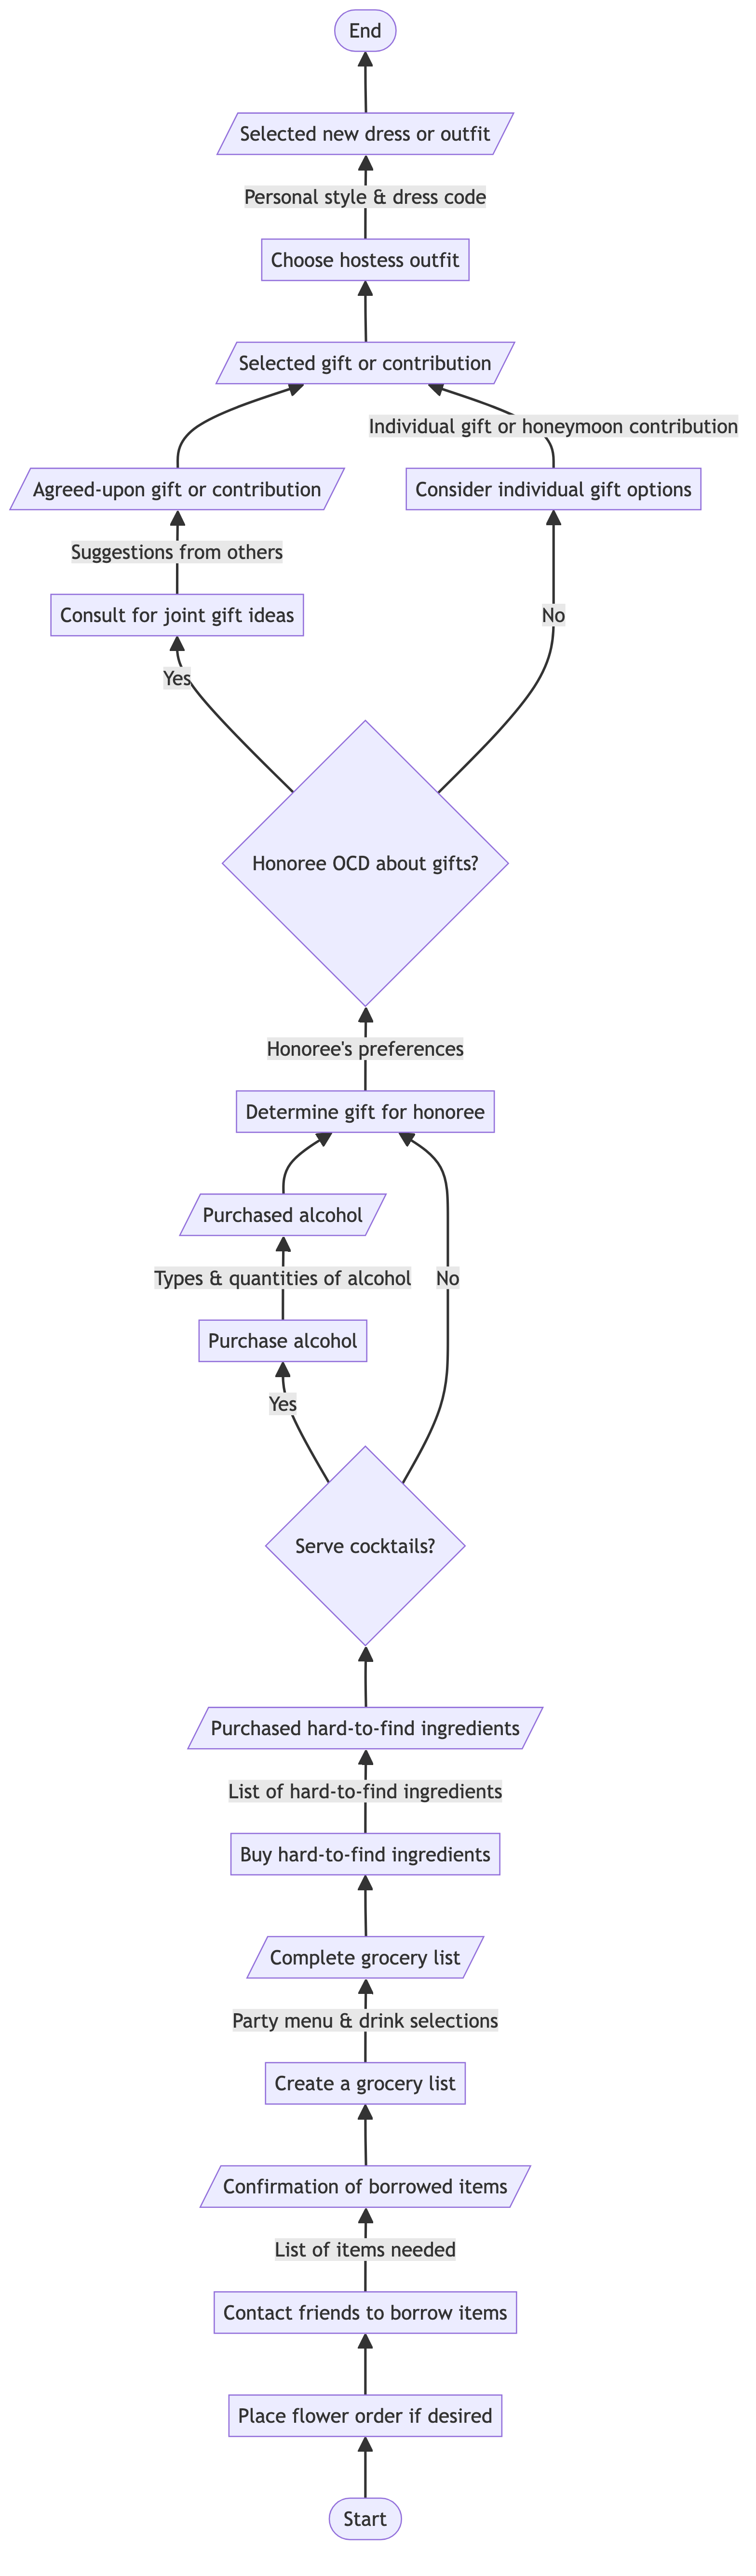 End
Selected new dress or outfit
Personal style & dress code
Choose hostess outfit
Selected gift or contribution
Individual gift or honeymoon contribution
Agreed-upon gift or contribution
Consider individual gift options
Suggestions from others
Consult for joint gift ideas
No
Yes
Honoree OCD about gifts?
Honoree's preferences
Determine gift for honoree
Purchased alcohol
Types & quantities of alcohol
No
Purchase alcohol
Yes
Serve cocktails?
Purchased hard-to-find ingredients
List of hard-to-find ingredients
Buy hard-to-find ingredients
Complete grocery list
Party menu & drink selections
Create a grocery list
Confirmation of borrowed items
List of items needed
Contact friends to borrow items
Place flower order if desired
Start